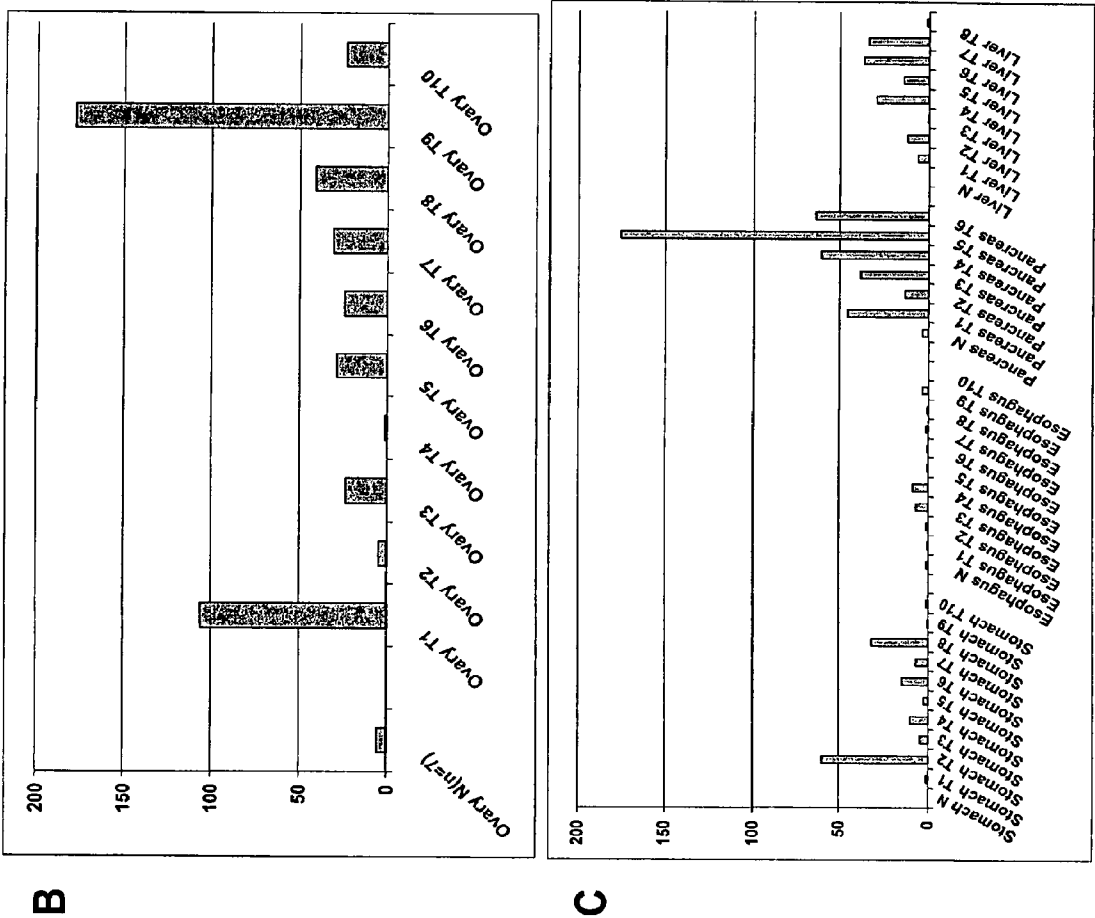 B
200
150
100
50
0
Ovary N(n=7)
Ovary T1
Ovary T2
Ovary T3
Ovary T4
Ovary T5
Ovary T6
Ovary T7
Ovary T8
Ovary T9
Ovary T10
C
200
150
100
50
0
Stomach N
Stomach T1
Stomach T2
Stomach T3
Stomach T4
Stomach T5
Stomach T6
Stomach T7
Stomach T8
Stomach T9
Stomach T10
Esophagus N
Esophagus T1
Esophagus T2
Esophagus T3
Esophagus T4
Esophagus T5
Esophagus T6
Esophagus T7
Esophagus T8
Esophagus T9
Esophagus T10
Pancreas N
Pancreas T1
Pancreas T2
Pancreas T3
Pancreas T4
Pancreas T5
Pancreas T6
Liver N
Liver T1
Liver T2
Liver T3
Liver T4
Liver T5
Liver T6
Liver T7
Liver T8